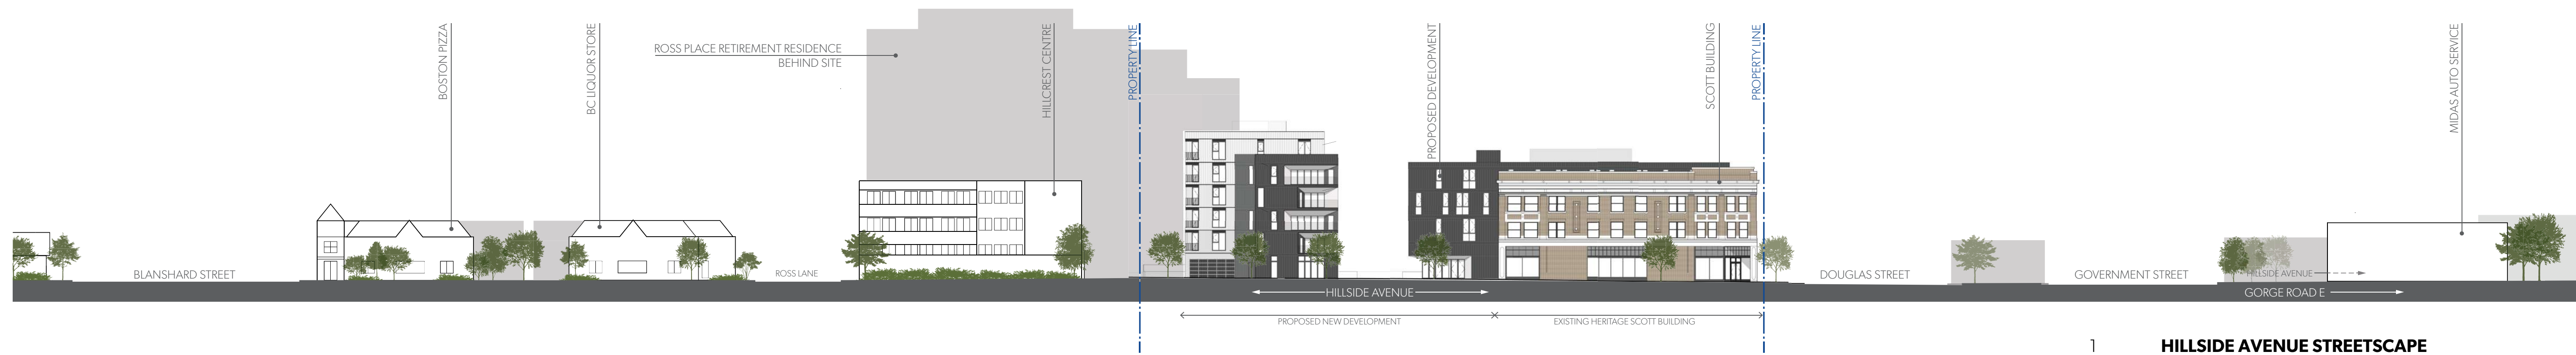 BOSTON PIZZA
BC LIQUOR STORE
ROSS PLACE RETIREMENT RESIDENCE
BEHIND SITE
HILLCREST CENTRE
PROPERTY LINE
PROPOSED DEVELOPMENT
SCOTT BUILDING
PROPERTY LINE
MIDAS AUTO SERVICE
BLANSHARD STREET
ROSS LANE
DOUGLAS STREET
GOVERNMENT STREET
HILLSIDE AVENUE
HILLSIDE AVENUE
GORGE ROAD E
PROPOSED NEW DEVELOPMENT
EXISTING HERITAGE SCOTT BUILDING
1 HILLSIDE AVENUE STREETSCAPE